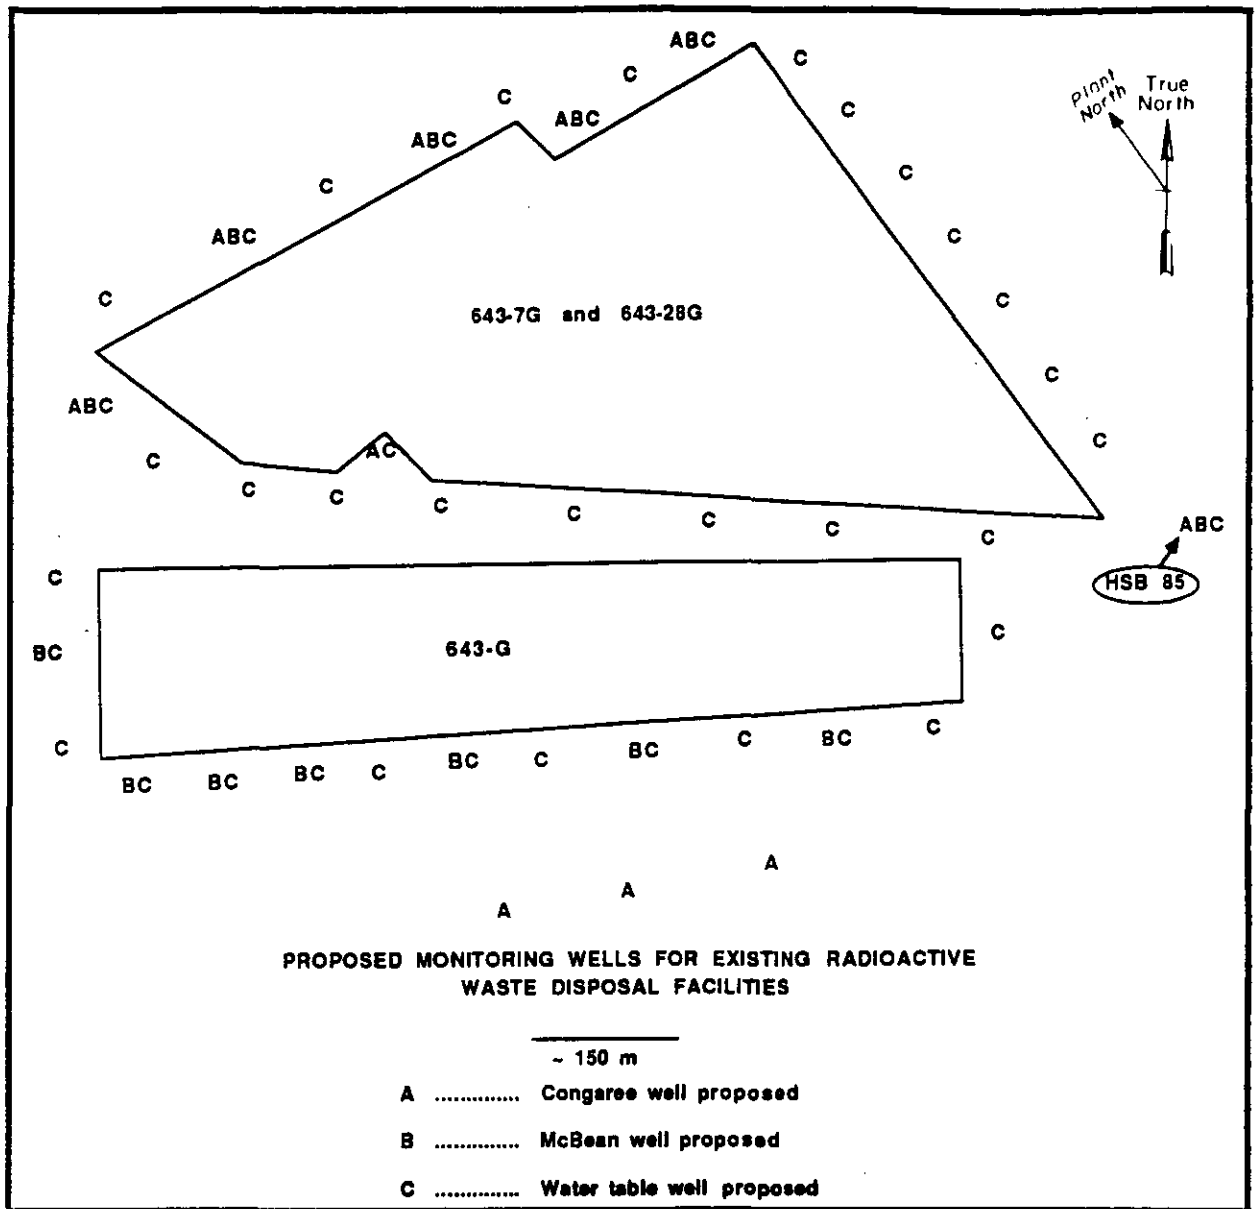 ABC
C
C
Plant North
True North
C
ABC
C
ABC
C
C
C
ABC
C
C
643-7G and 643-28G
C
ABC
C
AC
C
C
C
C
C
C
C
C
ABC
C
HSB 85
C
BC
643-G
C
C
BC
BC
BC
C
BC
C
BC
C
BC
C
A
A
A
PROPOSED MONITORING WELLS FOR EXISTING RADIOACTIVE
WASTE DISPOSAL FACILITIES
~ 150 m
A .............. Congaree well proposed
B .............. McBean well proposed
C .............. Water table well proposed